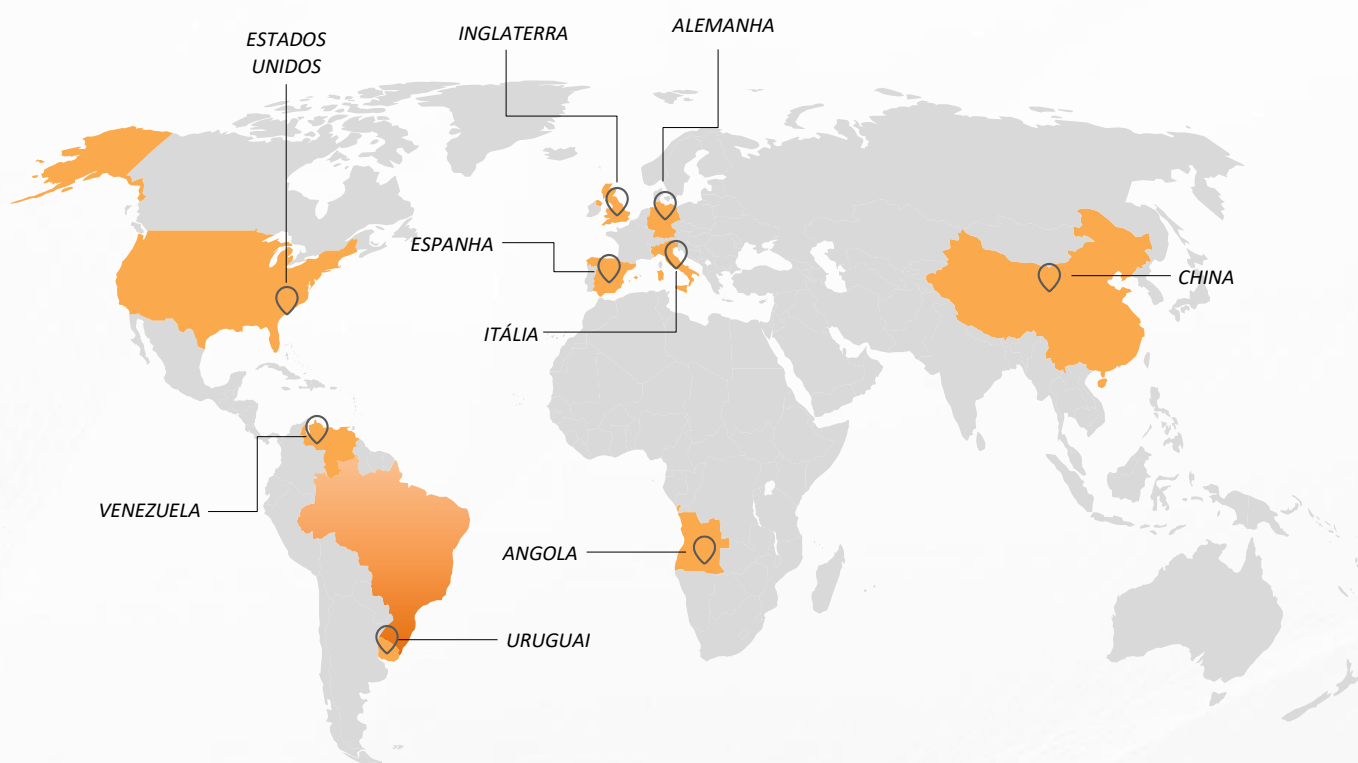 ESTADOS
UNIDOS
INGLATERRA
ALEMANHA
ESPANHA
ITÁLIA
CHINA
VENEZUELA
ANGOLA
URUGUAI